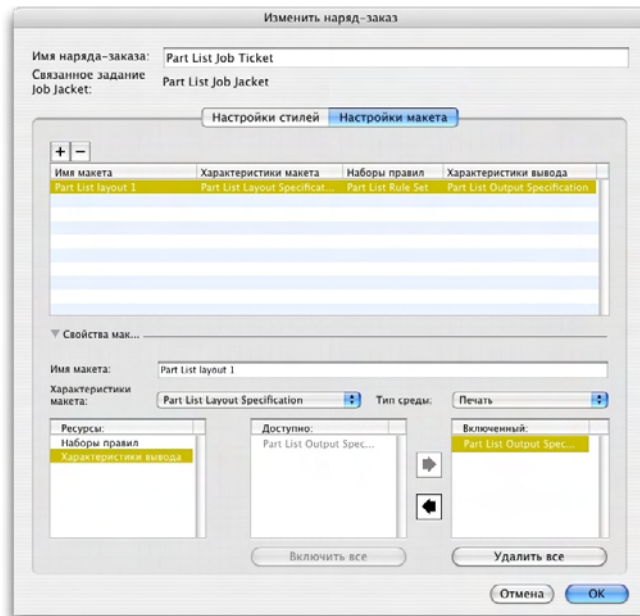 Изменить наряд-заказ
Имя наряда-заказа: Part List Job Ticket
Связанное задание
Job Jacket: Part List Job Jacket
Настройки стилей Настройки макета
+ −
Имя макета Характеристики макета Наборы правил Характеристики вывода
Part List layout 1 Part List Layout Specificat... Part List Rule Set Part List Output Specification
Свойства мак...
Имя макета: Part List layout 1
Характеристики
макета: Part List Layout Specification Тип среды: Печать
Ресурсы: Доступно: Включенный:
Наборы правил Part List Output Spec... Part List Output Spec...
Характеристики вывода
Включить все Удалить все
Отмена OK